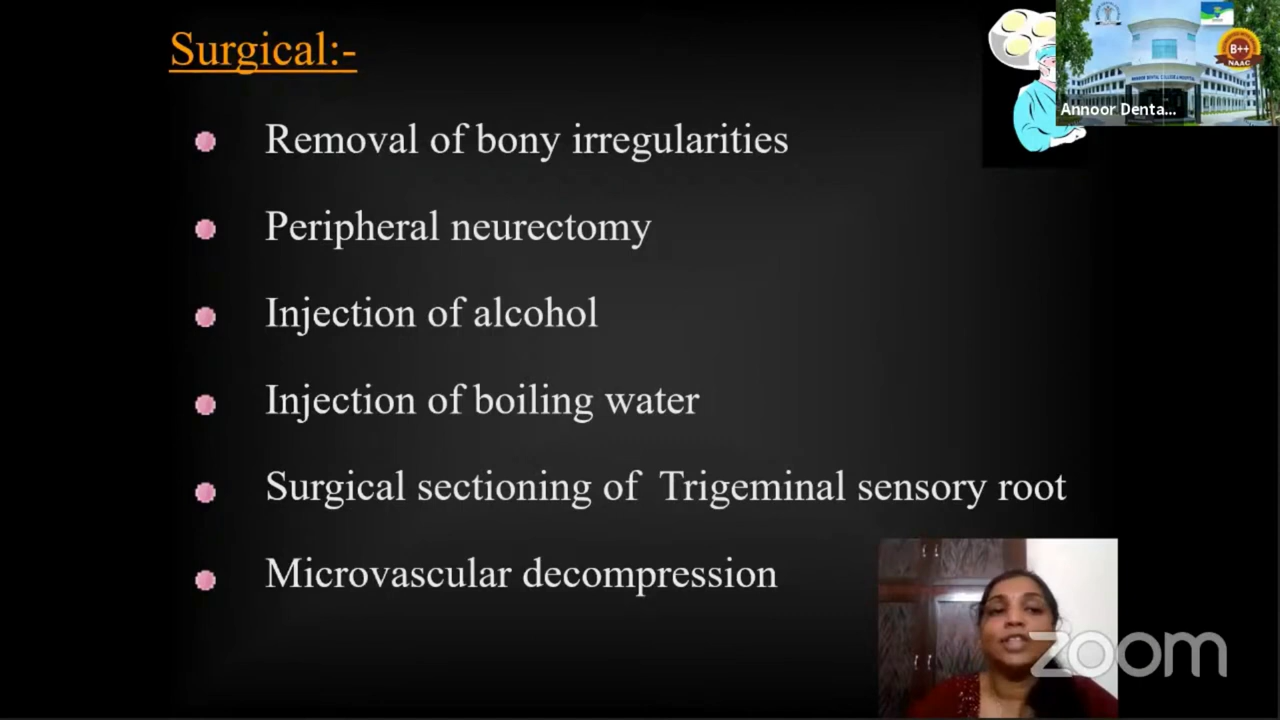 Surgical:-
Removal of bony irregularities
Peripheral neurectomy
Injection of alcohol
Injection of boiling water
Surgical sectioning of Trigeminal sensory root
Microvascular decompression
B++
NAAC
Annoor Denta...
zoom